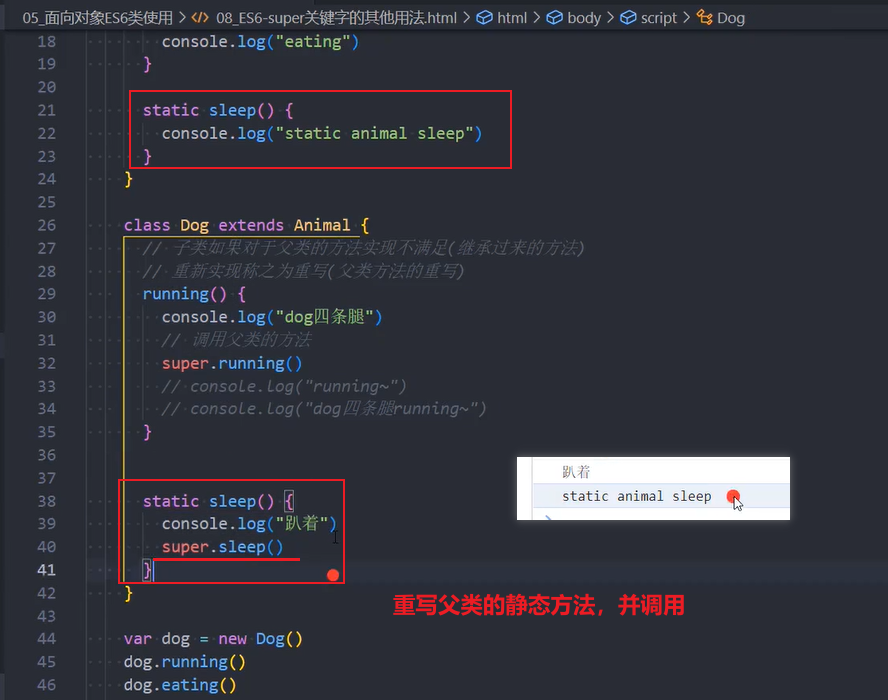 05_面向对象ES6类使用 > 08_ES6-super关键字的其他用法.html > html > body > script > Dog
18 console.log("eating")
19 }
20
21 static sleep() {
22 console.log("static animal sleep")
23 }
24 }
25
26 class Dog extends Animal {
27 // 子类如果对于父类的方法实现不满足(继承过来的方法)
28 // 重新实现称之为重写(父类方法的重写)
29 running() {
30 console.log("dog四条腿")
31 // 调用父类的方法
32 super.running()
33 // console.log("running~")
34 // console.log("dog四条腿running~")
35 }
36
37
38 static sleep() {
39 console.log("趴着")
40 super.sleep()
41 }
42 }
43
44 var dog = new Dog()
45 dog.running()
46 dog.eating()
趴着
static animal sleep
重写父类的静态方法，并调用